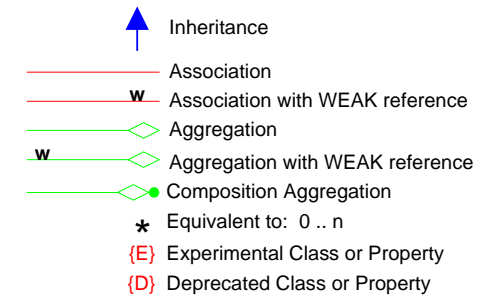 Inheritance
Association
w Association with WEAK reference
Aggregation
w Aggregation with WEAK reference
Composition Aggregation
* Equivalent to: 0 .. n
{E} Experimental Class or Property
{D} Deprecated Class or Property